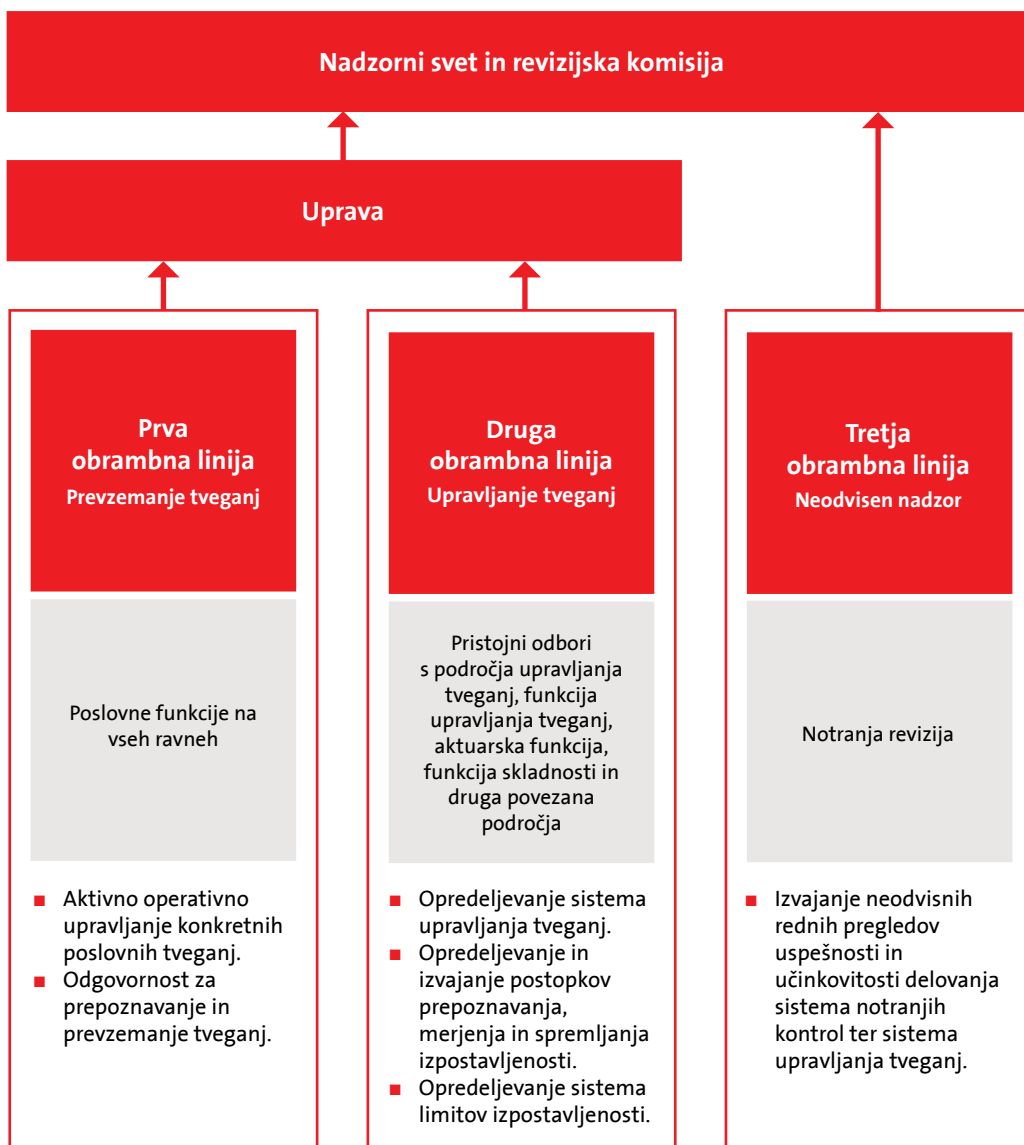 Nadzorni svet in revizijska komisija
Uprava
Prva
obrambna linija
Prevzemanje tveganj
Poslovne funkcije na
vseh ravneh
■ Aktivno operativno
upravljanje konkretnih
poslovnih tveganj.
■ Odgovornost za
prepoznavanje in
prevzemanje tveganj.
Druga
obrambna linija
Upravljanje tveganj
Pristojni odbori
s področja upravljanja
tveganj, funkcija
upravljanja tveganj,
aktuarska funkcija,
funkcija skladnosti in
druga povezana
področja
■ Opredeljevanje sistema
upravljanja tveganj.
■ Opredeljevanje in
izvajanje postopkov
prepoznavanja,
merjenja in spremljanja
izpostavljenosti.
■ Opredeljevanje sistema
limitov izpostavljenosti.
Tretja
obrambna linija
Neodvisen nadzor
Notranja revizija
■ Izvajanje neodvisnih
rednih pregledov
uspešnosti in
učinkovitosti delovanja
sistema notranjih
kontrol ter sistema
upravljanja tveganj.